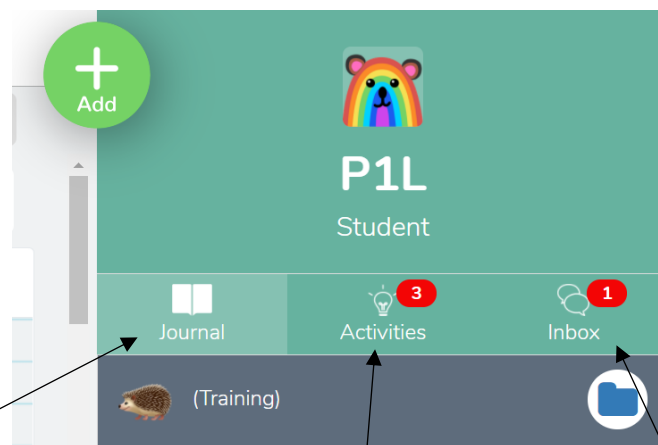 Add
P1L
Student
3
1
Journal
Activities
Inbox
(Training)